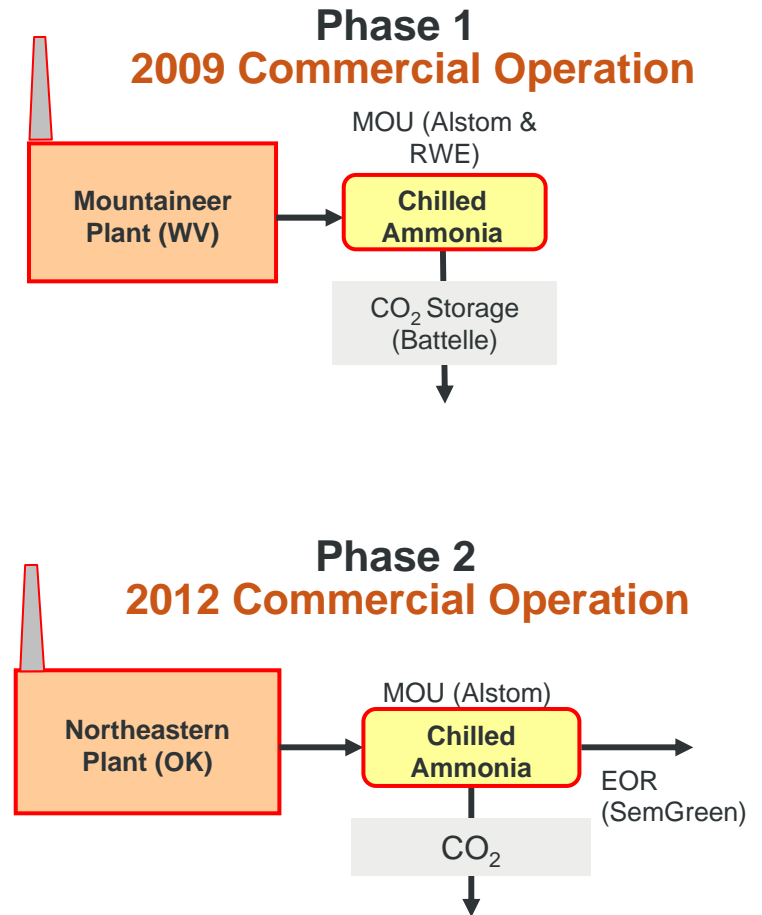 Phase 1
2009 Commercial Operation
MOU (Alstom &
RWE)
Mountaineer
Plant (WV)
Chilled
Ammonia
CO₂ Storage
(Battelle)
Phase 2
2012 Commercial Operation
MOU (Alstom)
Northeastern
Plant (OK)
Chilled
Ammonia
EOR
(SemGreen)
CO₂